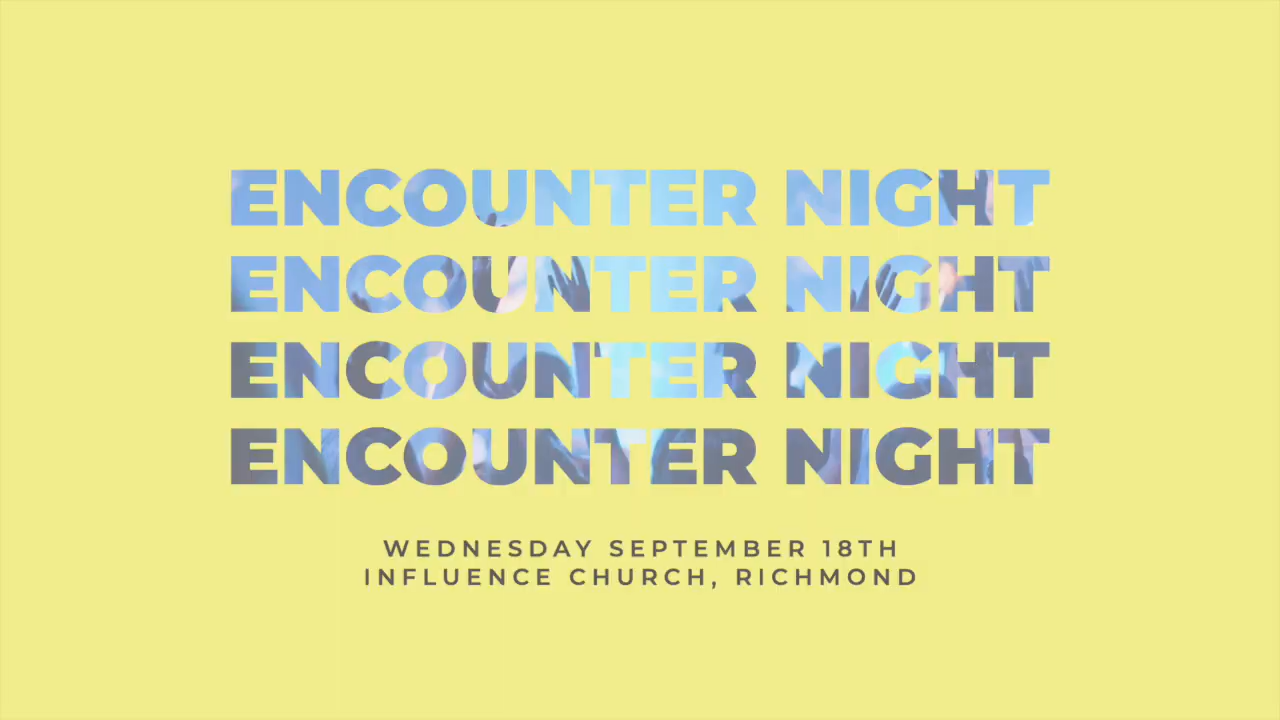 ENCOUNTER NIGHT
ENCOUNTER NIGHT
ENCOUNTER NIGHT
ENCOUNTER NIGHT
WEDNESDAY SEPTEMBER 18TH
INFLUENCE CHURCH, RICHMOND